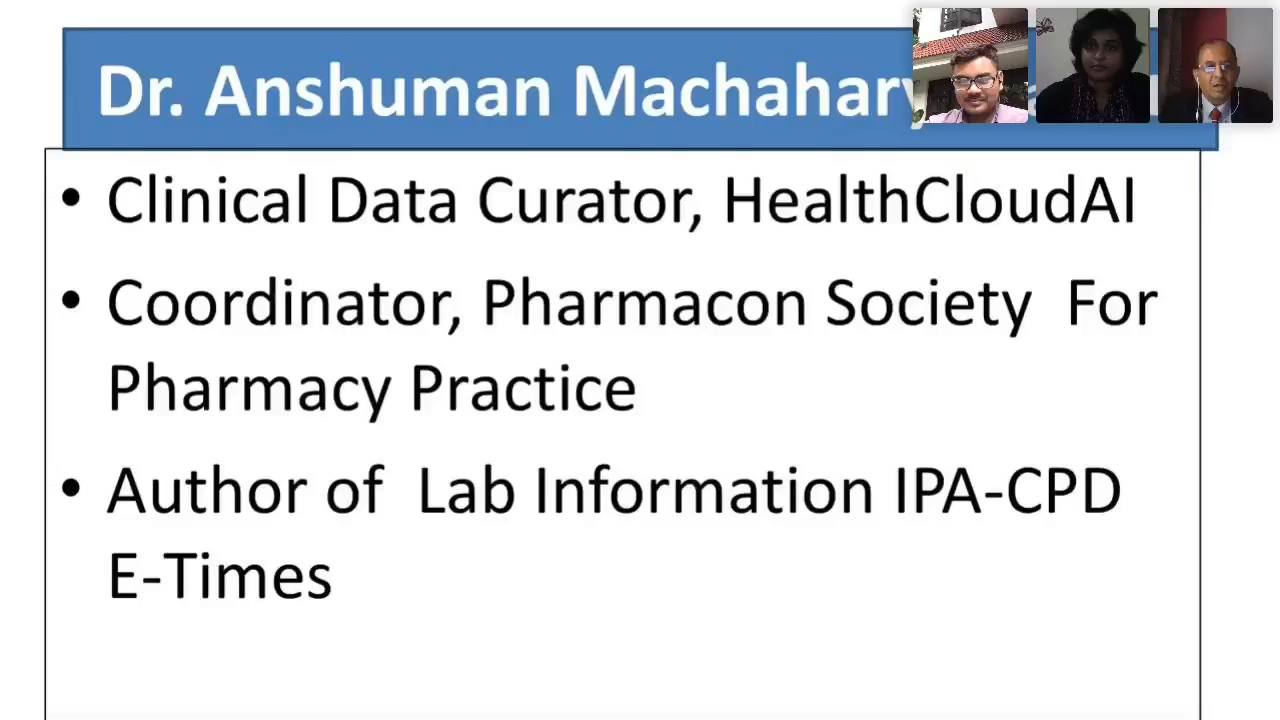 Dr. Anshuman
• Clinical Data Curator, HealthCloudAI
• Coordinator, Pharmacon Society For
Pharmacy Practice
• Author of Lab Information IPA-CPD
E-Times